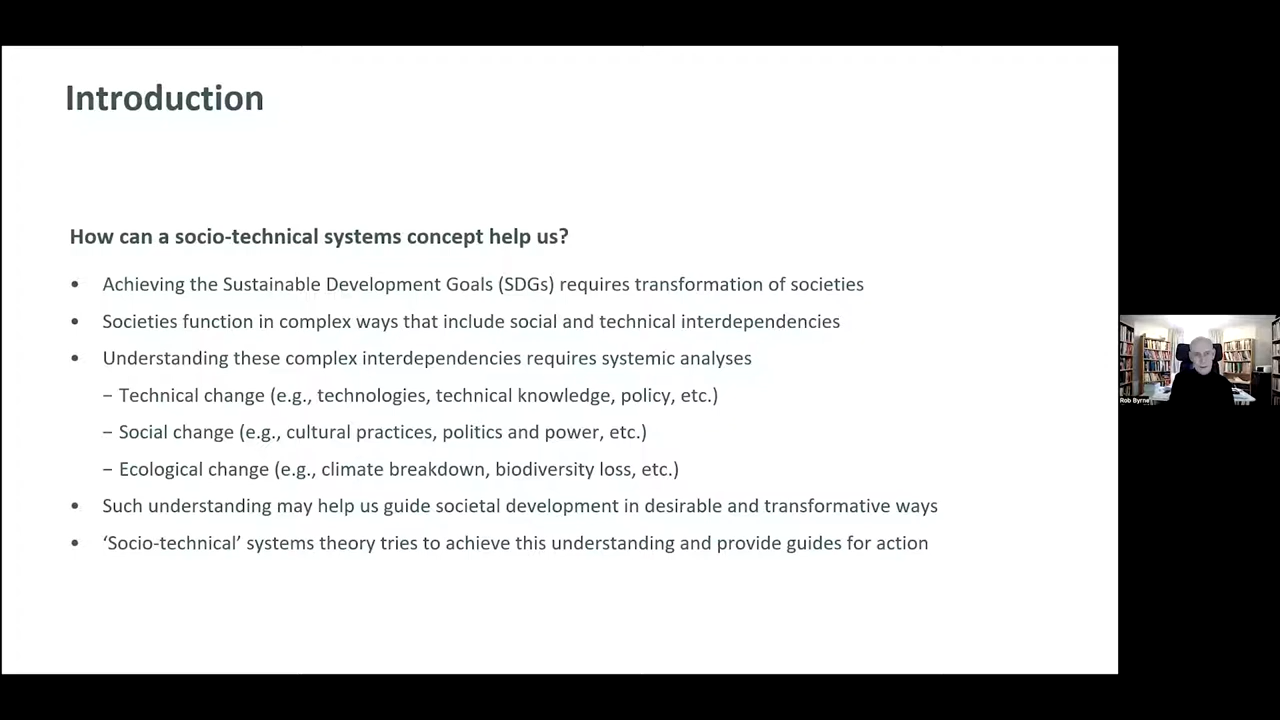 Introduction
How can a socio-technical systems concept help us?
• Achieving the Sustainable Development Goals (SDGs) requires transformation of societies
• Societies function in complex ways that include social and technical interdependencies
• Understanding these complex interdependencies requires systemic analyses
− Technical change (e.g., technologies, technical knowledge, policy, etc.)
− Social change (e.g., cultural practices, politics and power, etc.)
− Ecological change (e.g., climate breakdown, biodiversity loss, etc.)
• Such understanding may help us guide societal development in desirable and transformative ways
• ‘Socio-technical’ systems theory tries to achieve this understanding and provide guides for action
Rob Byrne